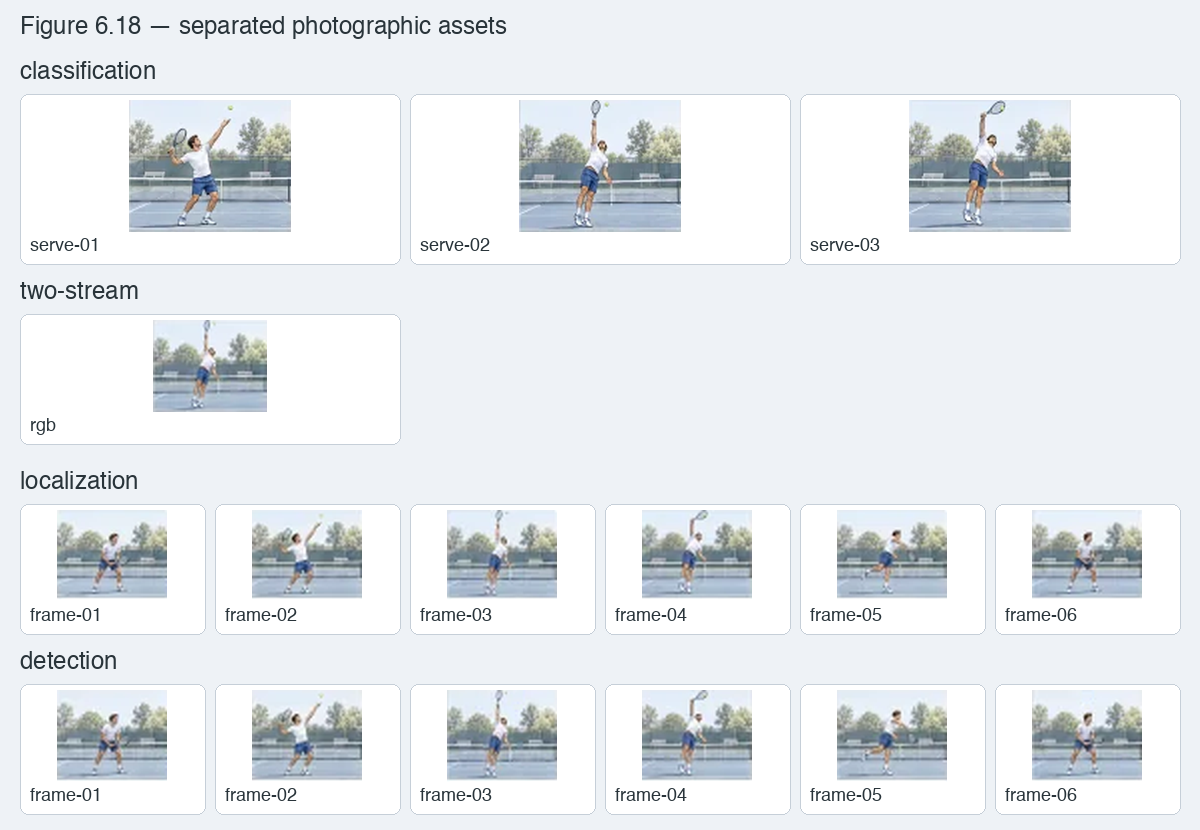 Figure 6.18 — separated photographic assets
classification
serve-01
serve-02
serve-03
two-stream
rgb
localization
frame-01
frame-02
frame-03
frame-04
frame-05
frame-06
detection
frame-01
frame-02
frame-03
frame-04
frame-05
frame-06